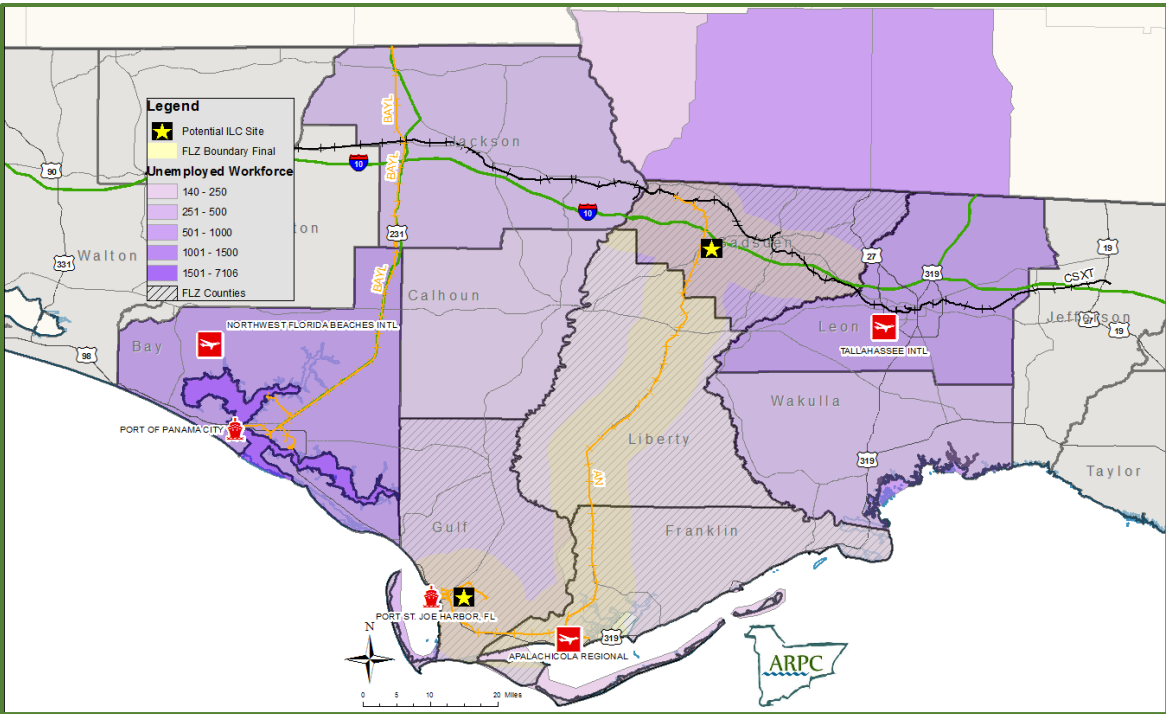 Legend
Potential ILC Site
FLZ Boundary Final
Unemployed Workforce
140 - 250
251 - 500
501 - 1000
1001 - 1500
1501 - 7106
FLZ Counties
BAYL
Jackson
10
90
BAYL
10
ton
231
Gadsden
Walton
27
19
331
319
CSXT
BAYL
Calhoun
NORTHWEST FLORIDA BEACHES INTL
Leon
Jefferson
27
19
Bay
98
TALLAHASSEE INTL
Wakulla
PORT OF PANAMA CITY
Liberty
319
Taylor
AN
Gulf
Franklin
PORT ST. JOE HARBOR, FL
N
319
APALACHICOLA REGIONAL
ARPC
0 5 10 20 Miles